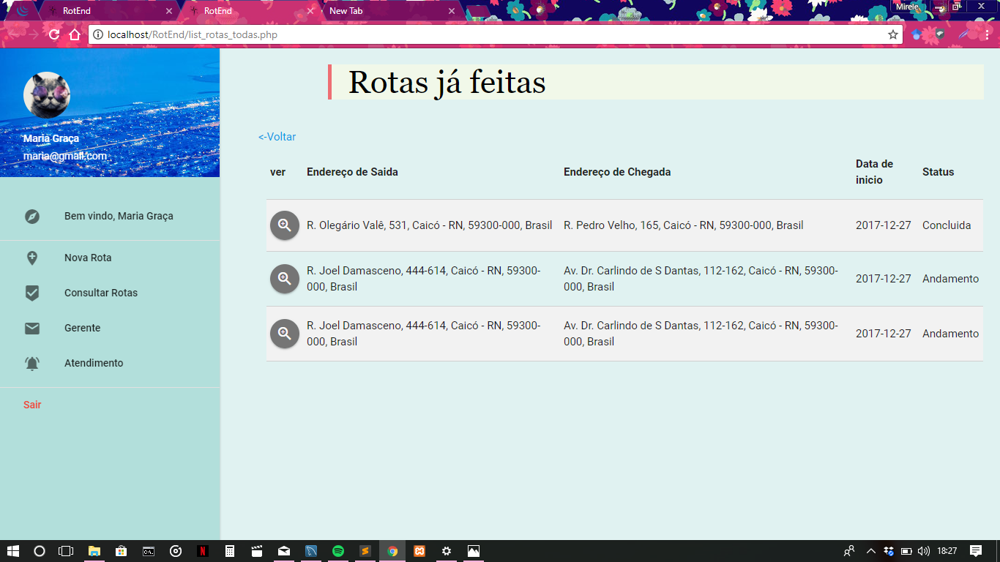 RotEnd
RotEnd
New Tab
Mirele
localhost/RotEnd/list_rotas_todas.php
Maria Graça
maria@gmail.com
Bem vindo, Maria Graça
Nova Rota
Consultar Rotas
Gerente
Atendimento
Sair
Rotas já feitas
<-Voltar
ver
Endereço de Saida
Endereço de Chegada
Data de
inicio
Status
R. Olegário Valê, 531, Caicó - RN, 59300-000, Brasil
R. Pedro Velho, 165, Caicó - RN, 59300-000, Brasil
2017-12-27
Concluida
R. Joel Damasceno, 444-614, Caicó - RN, 59300-
000, Brasil
Av. Dr. Carlindo de S Dantas, 112-162, Caicó - RN, 59300-
000, Brasil
2017-12-27
Andamento
R. Joel Damasceno, 444-614, Caicó - RN, 59300-
000, Brasil
Av. Dr. Carlindo de S Dantas, 112-162, Caicó - RN, 59300-
000, Brasil
2017-12-27
Andamento
18:27